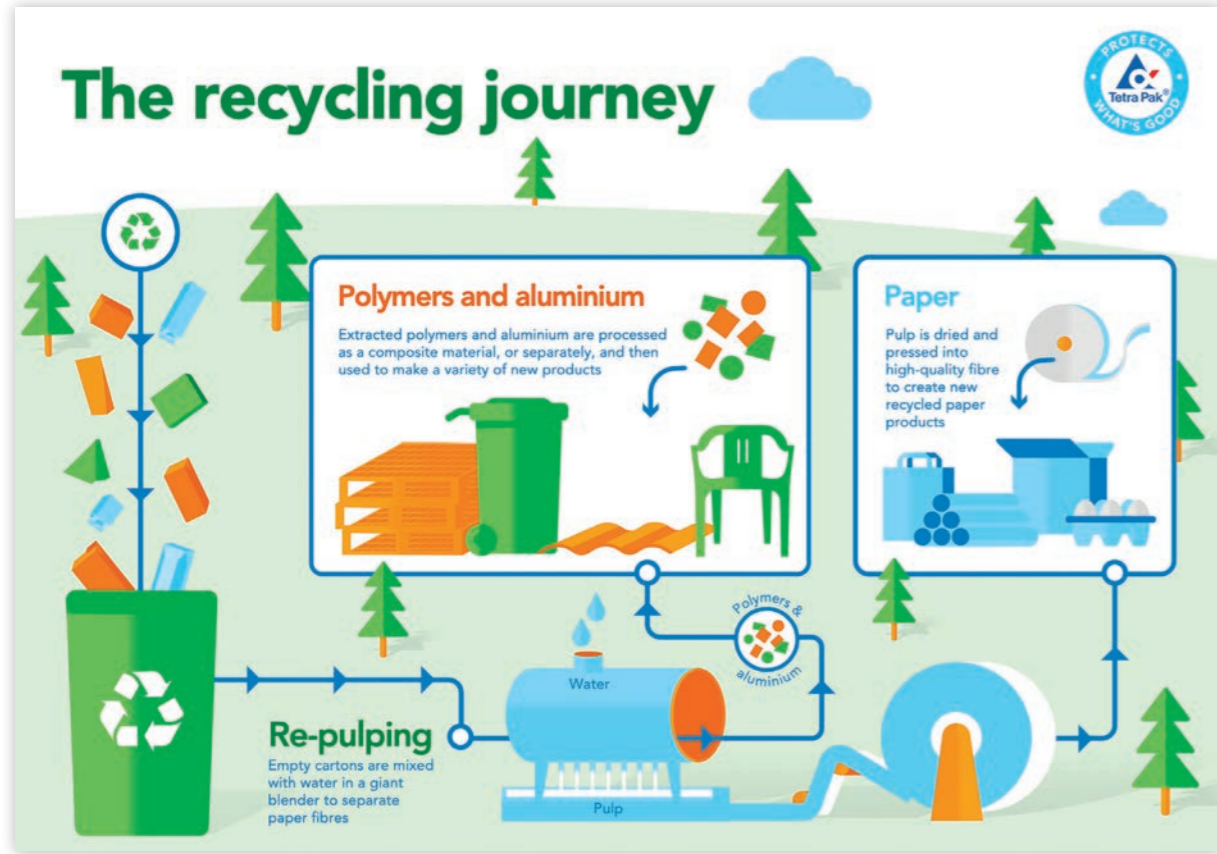 The recycling journey
PROTECTS
WHAT'S GOOD
Tetra Pak®
Polymers and aluminium
Extracted polymers and aluminium are processed
as a composite material, or separately, and then
used to make a variety of new products
Paper
Pulp is dried and
pressed into
high-quality fibre
to create new
recycled paper
products
Polymers &
aluminium
Water
Pulp
Re-pulping
Empty cartons are mixed
with water in a giant
blender to separate
paper fibres